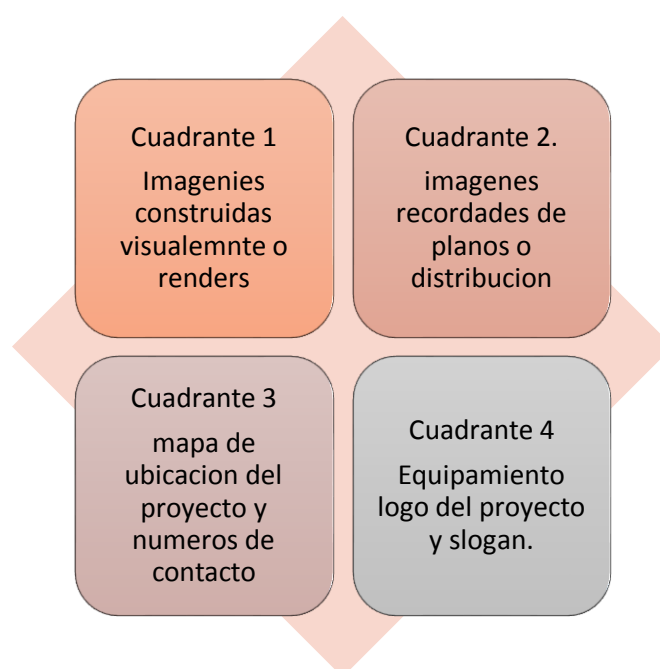 Cuadrante 1
Imagenies
construidas
visualemnte o
renders
Cuadrante 2.
imagenes
recordades de
planos o
distribucion
Cuadrante 3
mapa de
ubicacion del
proyecto y
numeros de
contacto
Cuadrante 4
Equipamiento
logo del proyecto
y slogan.